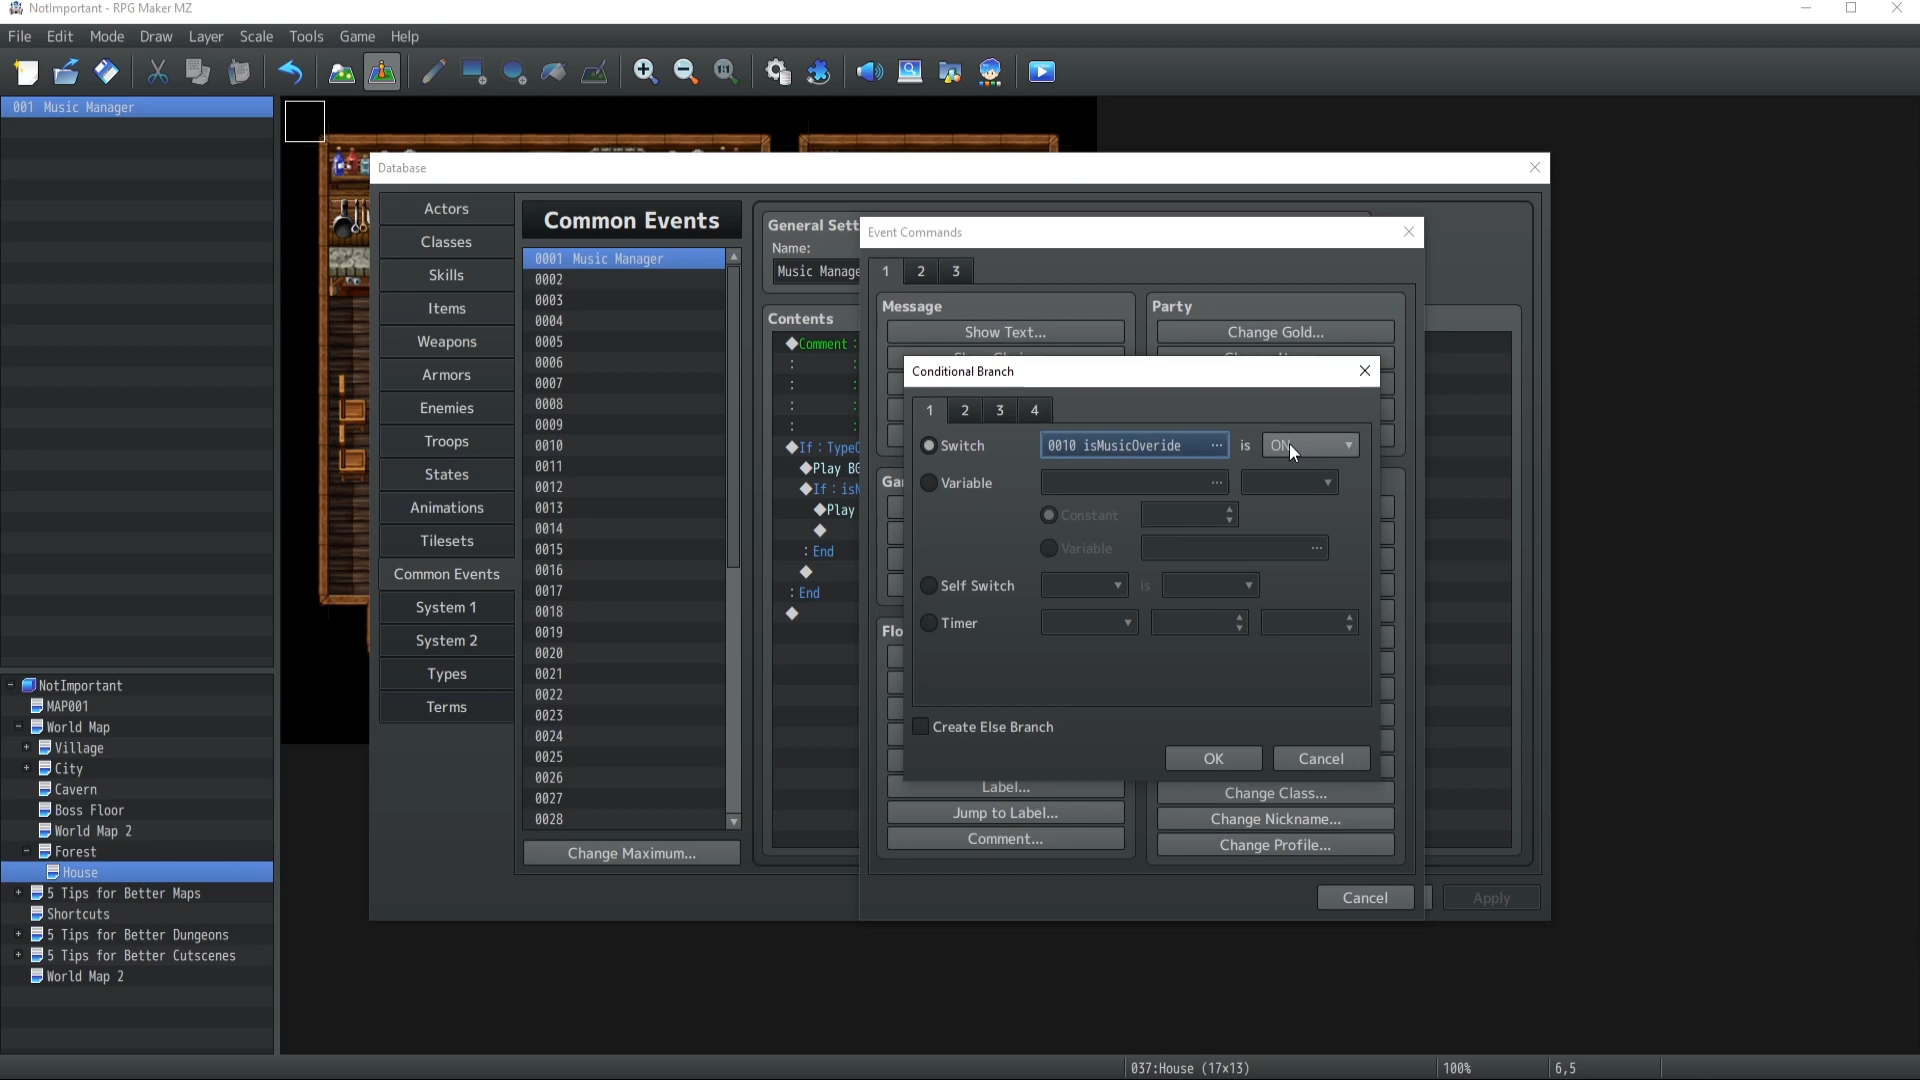 NotImportant - RPG Maker MZ
File Edit Mode Draw Layer Scale Tools Game Help
001 Music Manager
Database
Actors
Classes
Skills
Items
Weapons
Armors
Enemies
Troops
States
Animations
Tilesets
Common Events
System 1
System 2
Types
Terms
Common Events
0001 Music Manager
0002
0003
0004
0005
0006
0007
0008
0009
0010
0011
0012
0013
0014
0015
0016
0017
0018
0019
0020
0021
0022
0023
0024
0025
0026
0027
0028
Change Maximum...
General Sett
Name:
Music Manage
Contents
◆Comment :
: :
: :
: :
: :
◆If : Type
◆Play BG
◆If : is
◆Play
◆
: End
◆
: End
◆
Event Commands
1 2 3
Message
Show Text...
Party
Change Gold...
Flo
Label...
Jump to Label...
Comment...
Change Class...
Change Nickname...
Change Profile...
Cancel
Apply
Conditional Branch
1 2 3 4
Switch 0010 isMusicOveride ... is ON
Variable ...
Constant
Variable ...
Self Switch is
Timer
Create Else Branch
OK Cancel
NotImportant
MAP001
World Map
Village
City
Cavern
Boss Floor
World Map 2
Forest
House
5 Tips for Better Maps
Shortcuts
5 Tips for Better Dungeons
5 Tips for Better Cutscenes
World Map 2
037:House (17x13) 100% 6,5